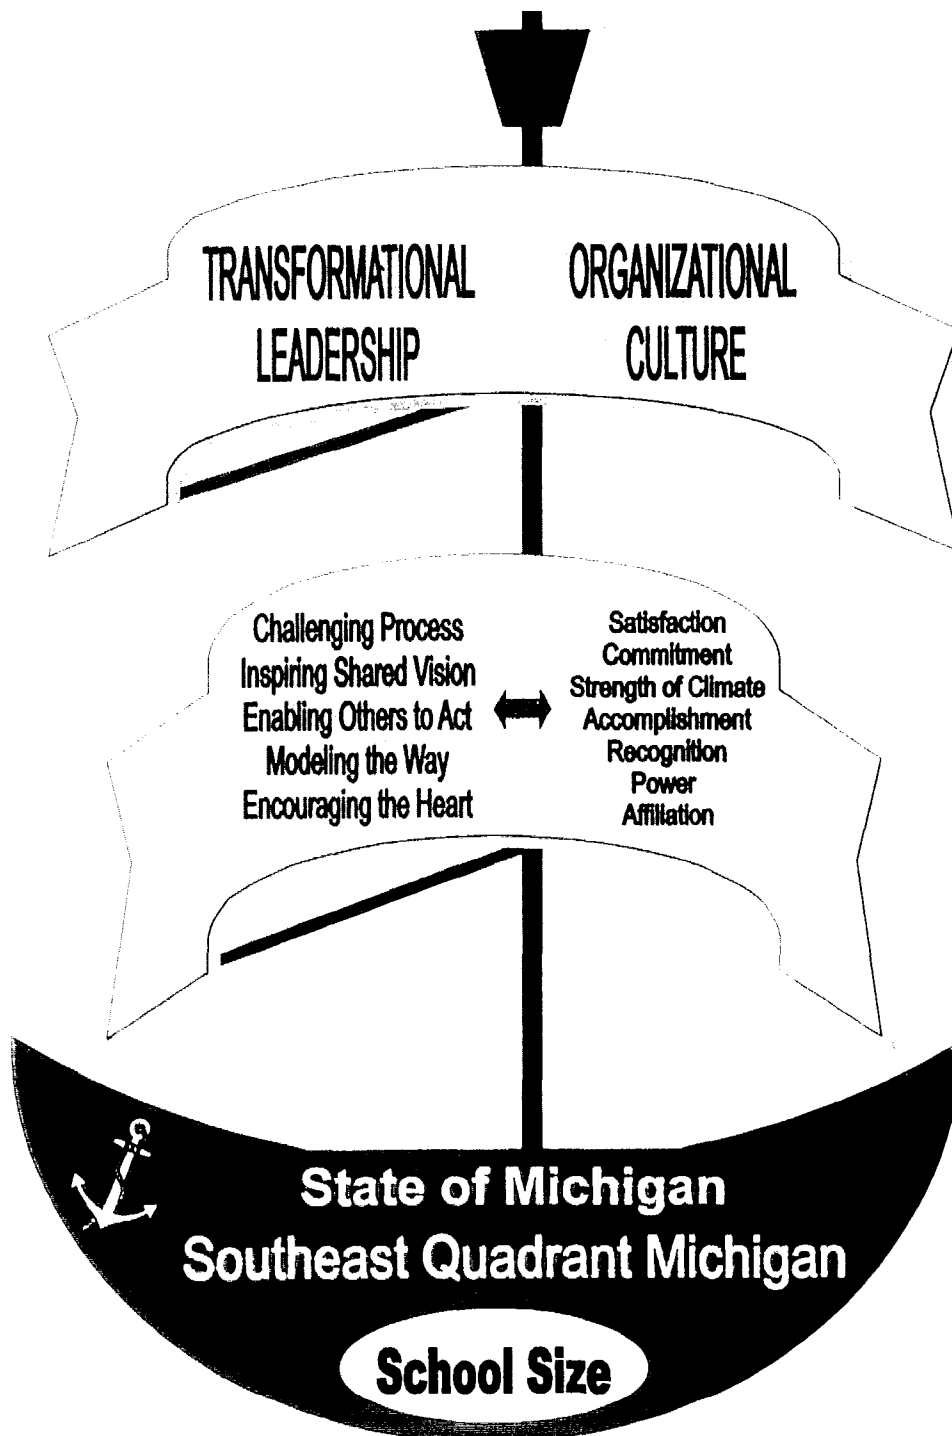 TRANSFORMATIONAL
LEADERSHIP
ORGANIZATIONAL
CULTURE
Challenging Process
Inspiring Shared Vision
Enabling Others to Act
Modeling the Way
Encouraging the Heart
Satisfaction
Commitment
Strength of Climate
Accomplishment
Recognition
Power
Affiliation
State of Michigan
Southeast Quadrant Michigan
School Size